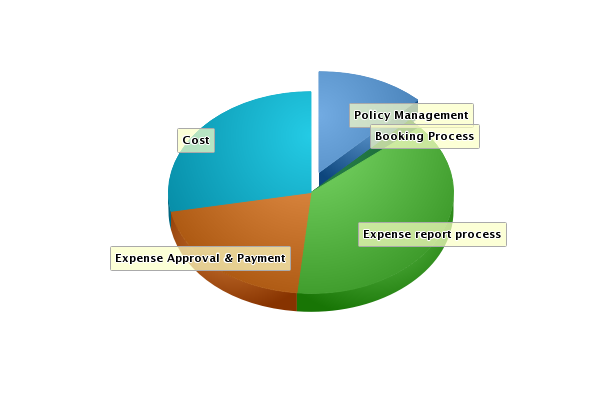 Policy Management
Booking Process
Cost
Expense report process
Expense Approval & Payment